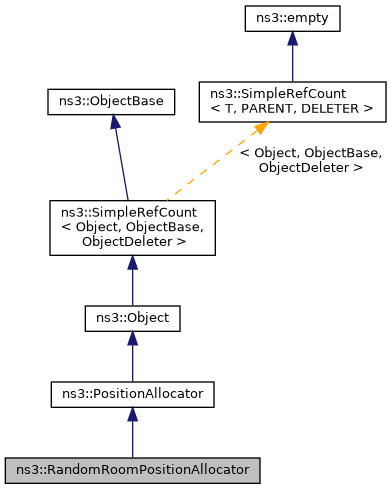 ns3::empty
ns3::SimpleRefCount
< T, PARENT, DELETER >
ns3::ObjectBase
< Object, ObjectBase,
ObjectDeleter >
ns3::SimpleRefCount
< Object, ObjectBase,
ObjectDeleter >
ns3::Object
ns3::PositionAllocator
ns3::RandomRoomPositionAllocator